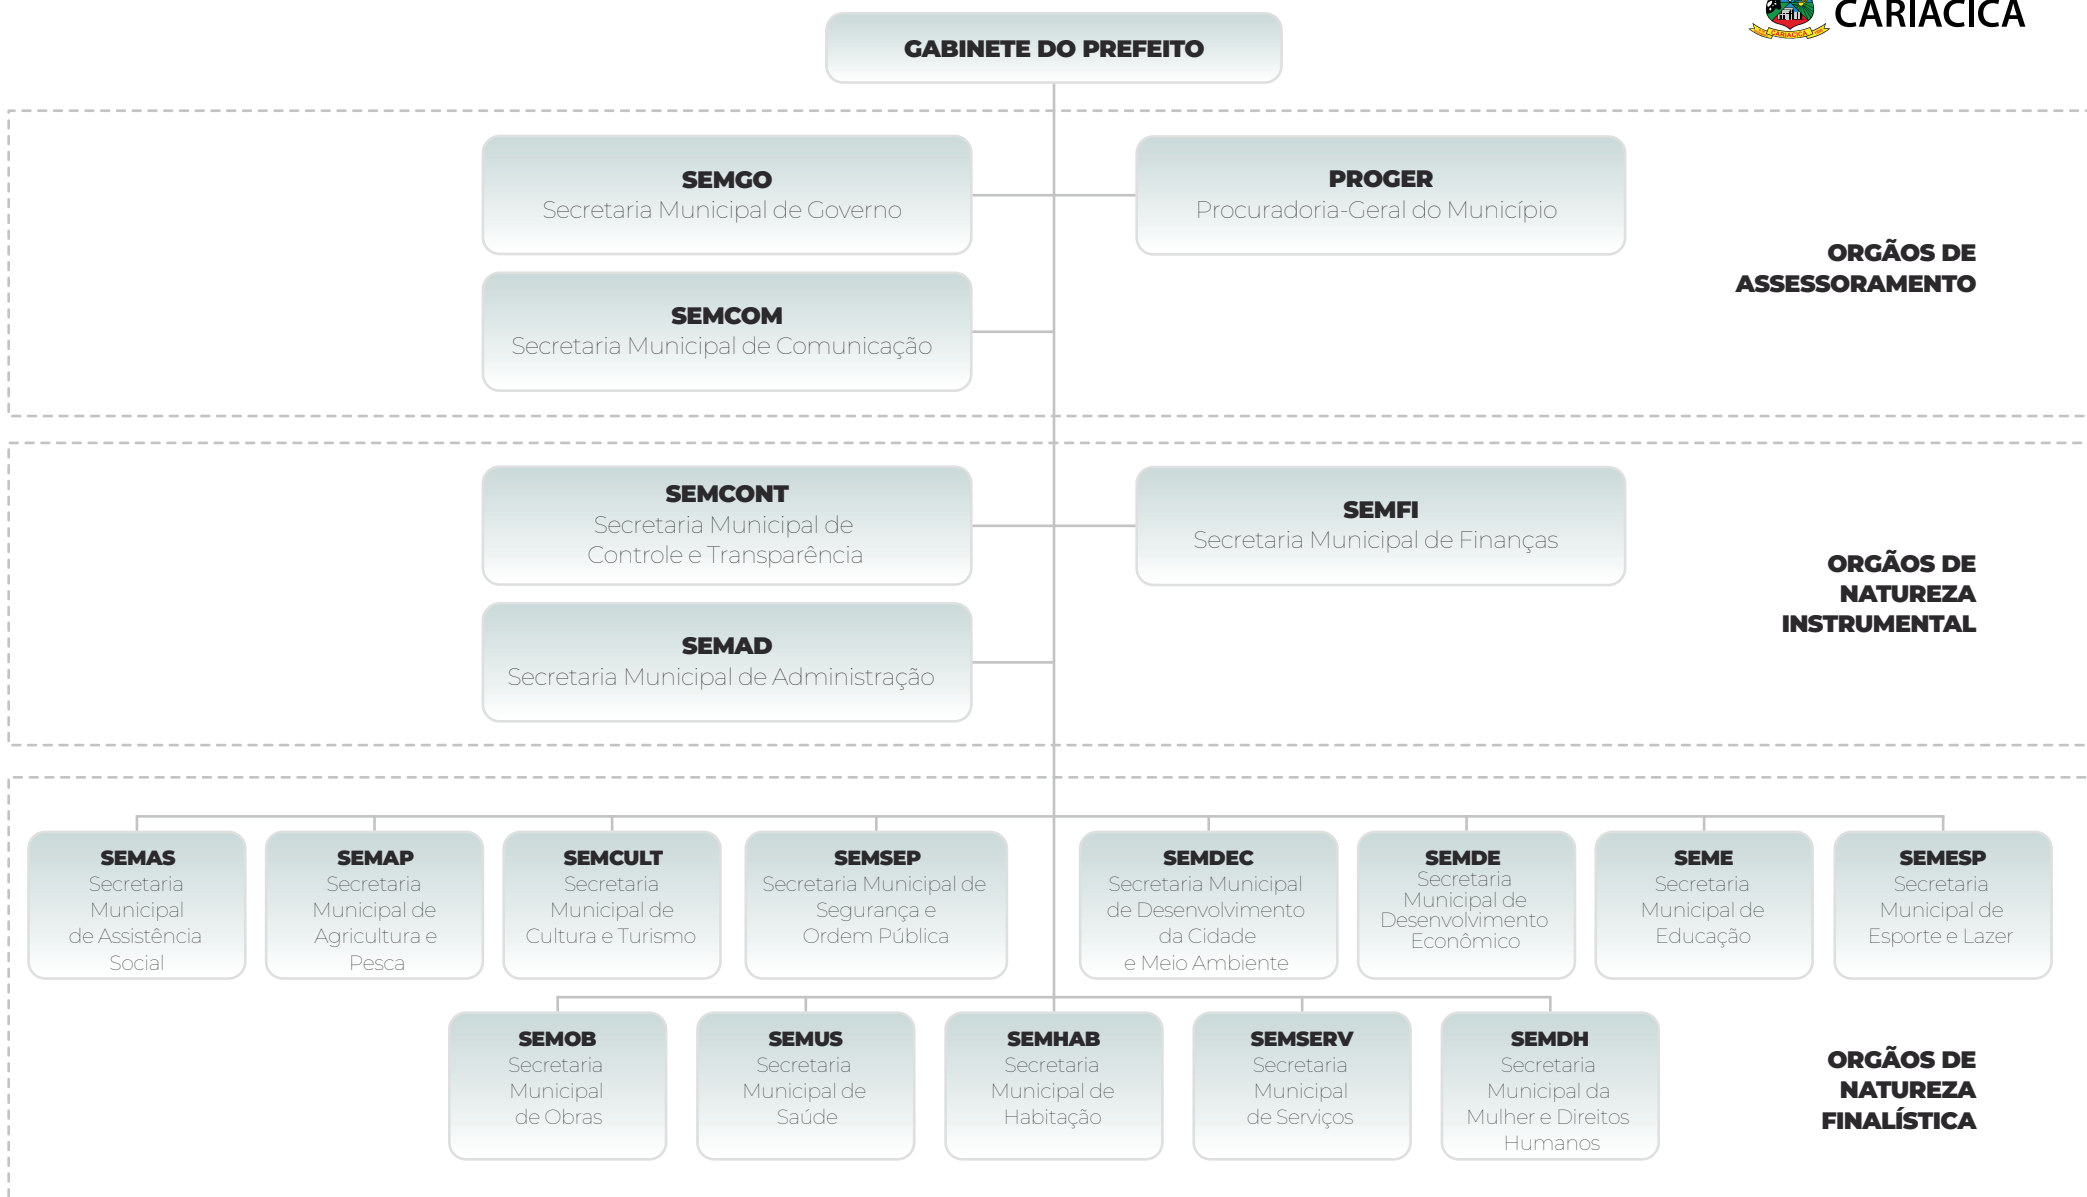 CARIACICA
CARIACICA
GABINETE DO PREFEITO
SEMGO
Secretaria Municipal de Governo
PROGER
Procuradoria-Geral do Município
SEMCOM
Secretaria Municipal de Comunicação
ORGÃOS DE
ASSESSORAMENTO
SEMCONT
Secretaria Municipal de
Controle e Transparência
SEMFI
Secretaria Municipal de Finanças
SEMAD
Secretaria Municipal de Administração
ORGÃOS DE
NATUREZA
INSTRUMENTAL
SEMAS
Secretaria
Municipal
de Assistência
Social
SEMAP
Secretaria
Municipal de
Agricultura e
Pesca
SEMCULT
Secretaria
Municipal de
Cultura e Turismo
SEMSEP
Secretaria Municipal de
Segurança e
Ordem Pública
SEMDEC
Secretaria Municipal
de Desenvolvimento
da Cidade
e Meio Ambiente
SEMDE
Secretaria
Municipal de
Desenvolvimento
Econômico
SEME
Secretaria
Municipal de
Educação
SEMESP
Secretaria
Municipal de
Esporte e Lazer
SEMOB
Secretaria
Municipal
de Obras
SEMUS
Secretaria
Municipal de
Saúde
SEMHAB
Secretaria
Municipal de
Habitação
SEMSERV
Secretaria
Municipal
de Serviços
SEMDH
Secretaria
Municipal da
Mulher e Direitos
Humanos
ORGÃOS DE
NATUREZA
FINALÍSTICA